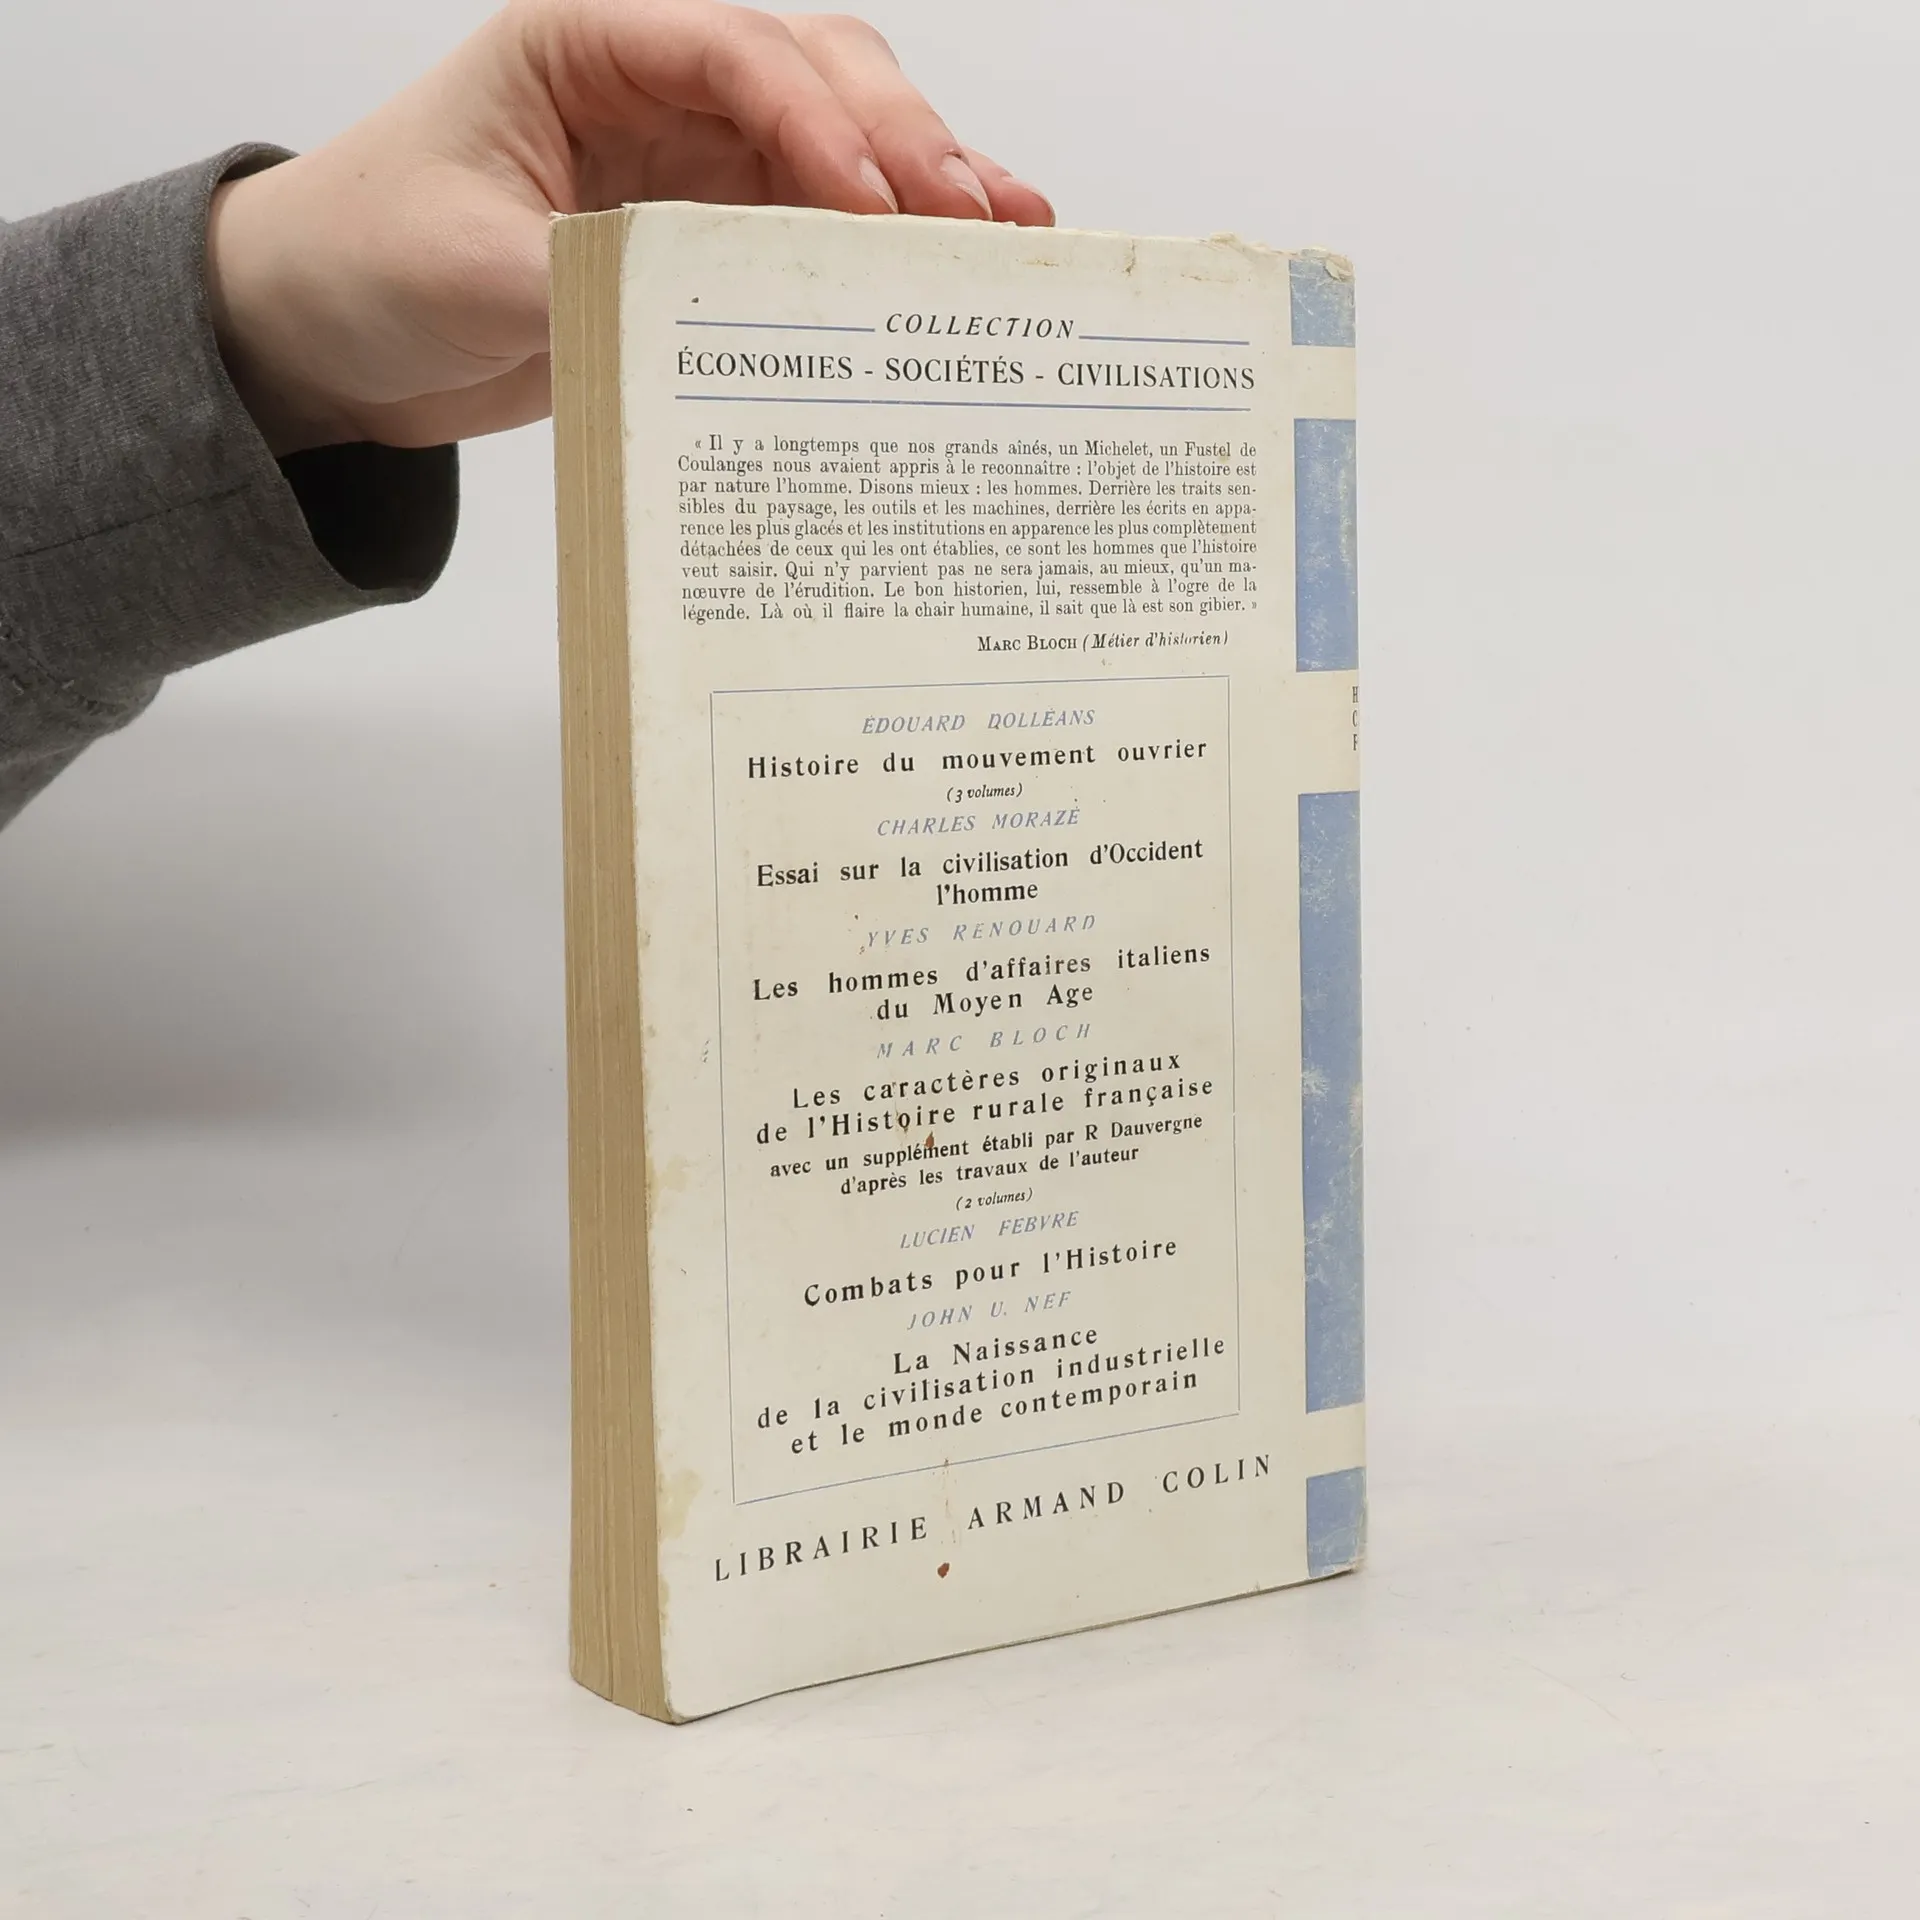 COLLECTION
ÉCONOMIES - SOCIÉTÉS - CIVILISATIONS
« Il y a longtemps que nos grands aînés, un Michelet, un Fustel de
Coulanges nous avaient appris à le reconnaître : l'objet de l'histoire est
par nature l'homme. Disons mieux : les hommes. Derrière les traits sen-
sibles du paysage, les outils et les machines, derrière les écrits en appa-
rence les plus glacés et les institutions en apparence les plus complètement
détachées de ceux qui les ont établies, ce sont les hommes que l'histoire
veut saisir. Qui n'y parvient pas ne sera jamais, au mieux, qu'un ma-
nœuvre de l'érudition. Le bon historien, lui, ressemble à l'ogre de la
légende. Là où il flaire la chair humaine, il sait que là est son gibier. »
MARC BLOCH (Métier d'historien)
ÉDOUARD DOLLÉANS
Histoire du mouvement ouvrier
(3 volumes)
CHARLES MORAZÉ
Essai sur la civilisation d'Occident
l'homme
YVES RENOUARD
Les hommes d'affaires italiens
du Moyen Age
MARC BLOCH
Les caractères originaux
de l'Histoire rurale française
avec un supplément établi par R Dauvergne
d'après les travaux de l'auteur
(2 volumes)
LUCIEN FEBVRE
Combats pour l'Histoire
JOHN U. NEF
La Naissance
de la civilisation industrielle
et le monde contemporain
LIBRAIRIE ARMAND COLIN